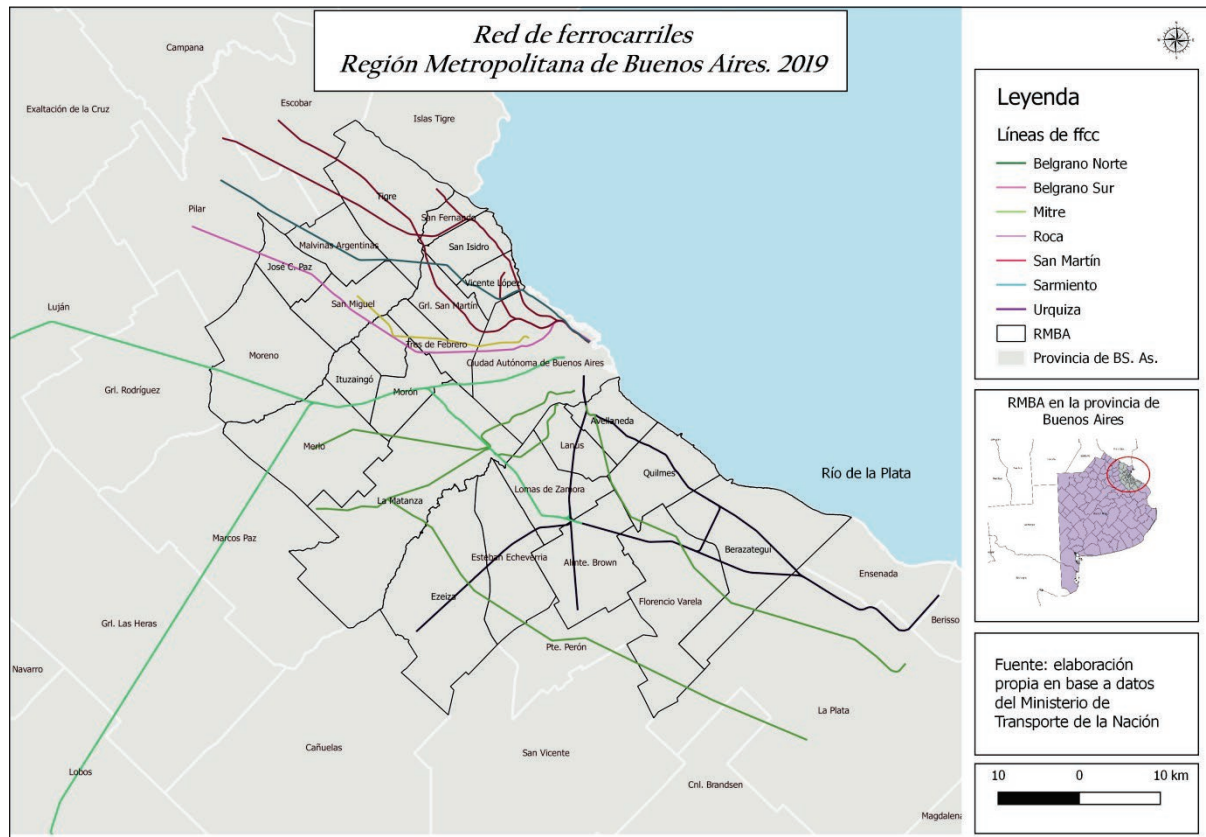 Red de ferrocarriles
Región Metropolitana de Buenos Aires. 2019
Campana
Exaltación de la Cruz
Escobar
Islas Tigre
Pilar
Tigre
San Fernando
San Isidro
Malvinas Argentinas
José C. Paz
Vicente López
San Miguel
Grl. San Martín
Luján
Tres de Febrero
Moreno
Ciudad Autónoma de Buenos Aires
Ituzaingó
Grl. Rodríguez
Morón
Avellaneda
Merlo
Lanus
Quilmes
Río de la Plata
Lomas de Zamora
La Matanza
Marcos Paz
Esteban Echeverria
Almte. Brown
Berazategui
Ensenada
Ezeiza
Florencio Varela
Berisso
Grl. Las Heras
Pte. Perón
Navarro
La Plata
Cañuelas
San Vicente
Lobos
Cnl. Brandsen
Magdalena
Leyenda
Líneas de ffcc
Belgrano Norte
Belgrano Sur
Mitre
Roca
San Martín
Sarmiento
Urquiza
RMBA
Provincia de BS. As.
RMBA en la provincia de
Buenos Aires
Fuente: elaboración
propia en base a datos
del Ministerio de
Transporte de la Nación
10 0 10 km